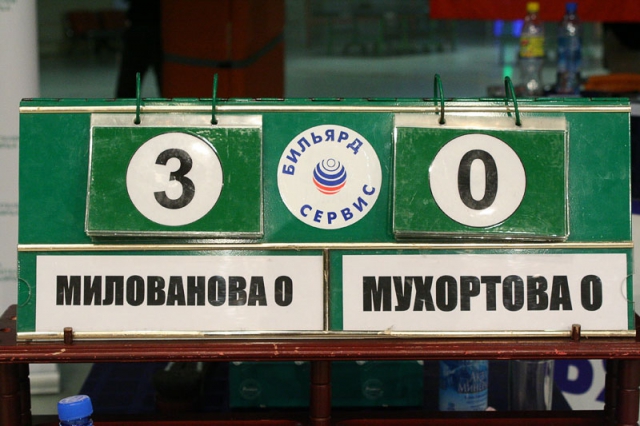 3
БИЛЬЯРД
СЕРВИС
0
МИЛОВАНОВА О
МУХОРТОВА О